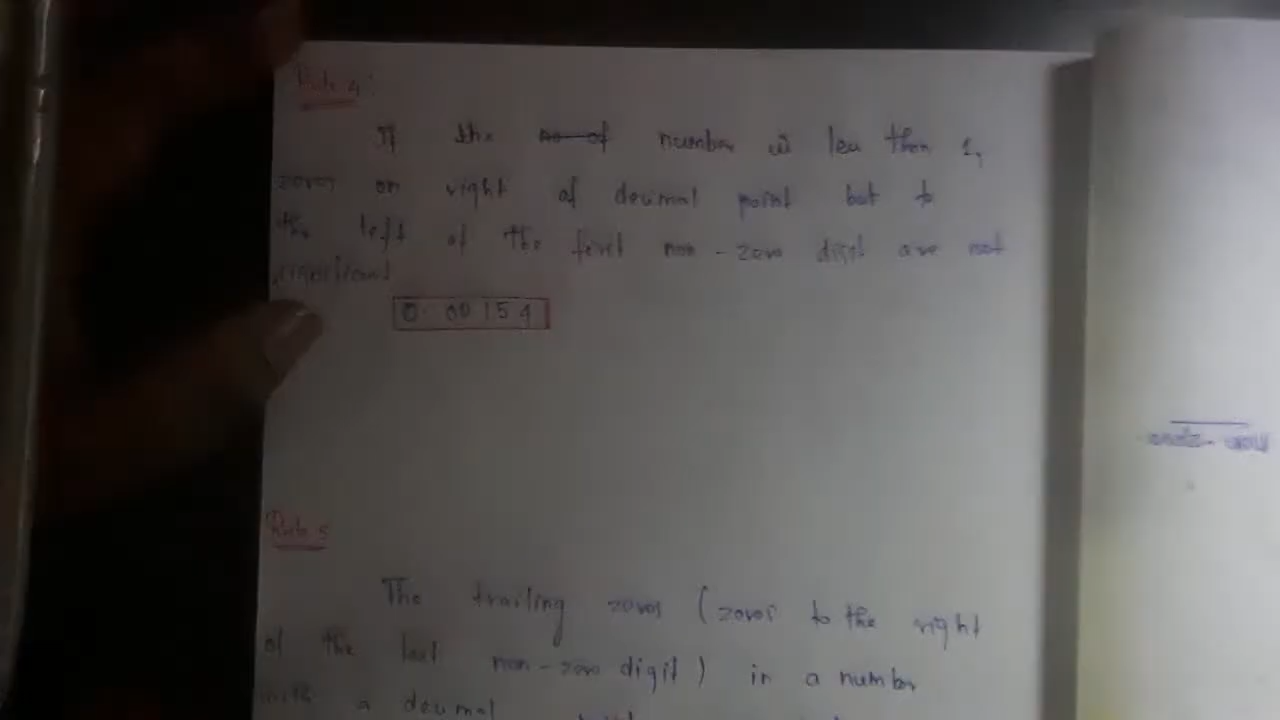 Rule 4:
If the no of number is less than 1,
zeros on right of decimal point but to
the left of the first non-zero digit are not
significant
0.00154
Rule 5
The trailing zeros (zeros to the right
of the last non-zero digit) in a number
with a decimal